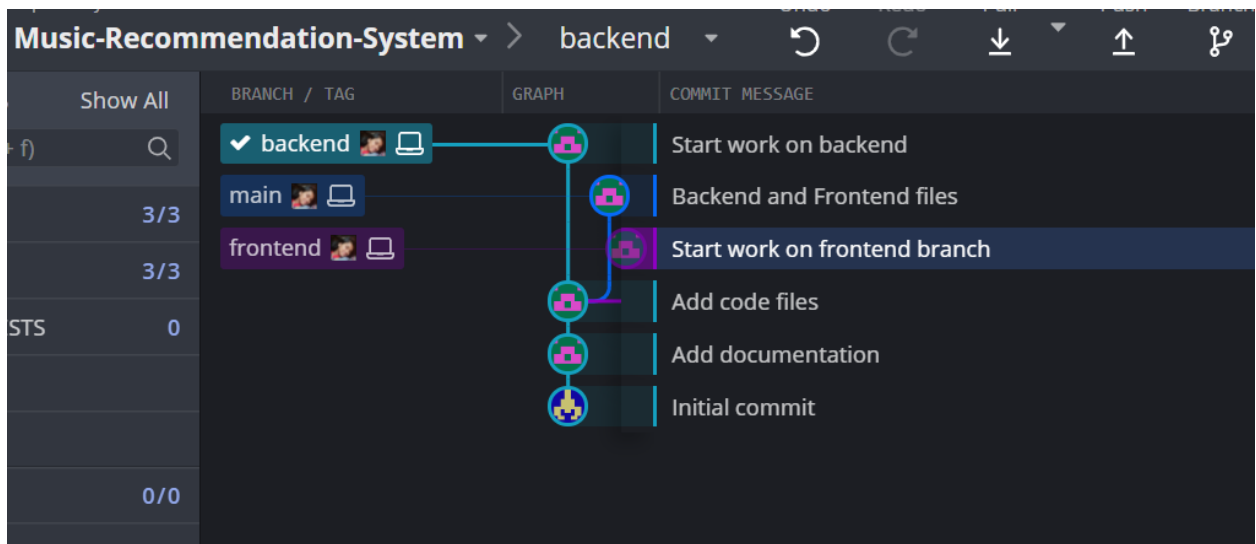 Music-Recommendation-System backend
Show All BRANCH / TAG GRAPH COMMIT MESSAGE
f)
backend Start work on backend
main Backend and Frontend files
3/3
frontend Start work on frontend branch
3/3
Add code files
STS 0
Add documentation
Initial commit
0/0